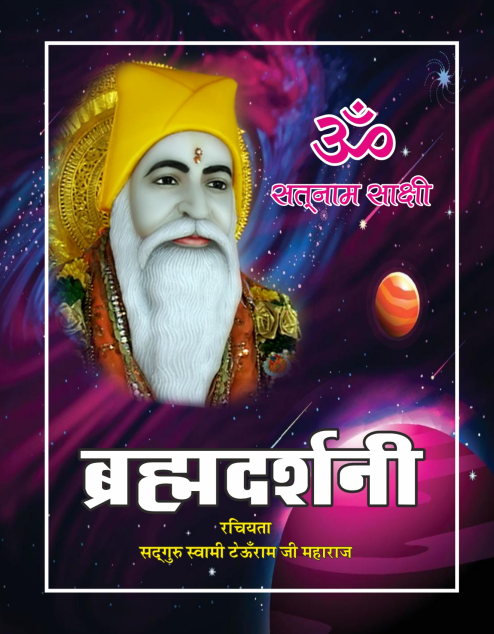 ॐ
सत्‌नाम साक्षी
ब्रह्मदर्शनी
रचियता
सद्‌गुरु स्वामी टेऊँराम जी महाराज